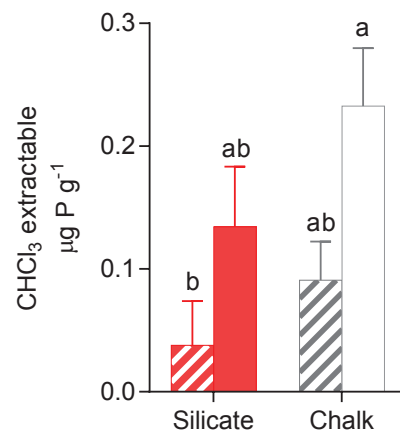 CHCl₃ extractable
µg P g⁻¹
0.3
0.2
0.1
0.0
b
ab
ab
a
Silicate
Chalk